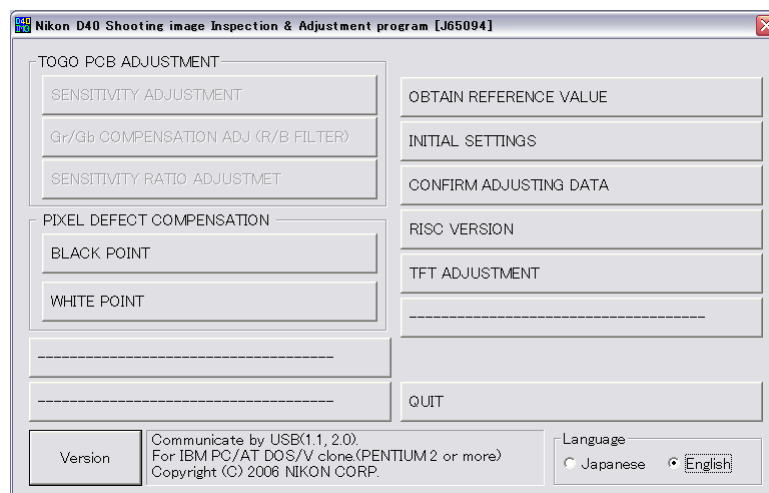 Nikon D40 Shooting image Inspection & Adjustment program [J65094]
TOGO PCB ADJUSTMENT
SENSITIVITY ADJUSTMENT
Gr/Gb COMPENSATION ADJ (R/B FILTER)
SENSITIVITY RATIO ADJUSTMET
PIXEL DEFECT COMPENSATION
BLACK POINT
WHITE POINT
-------------------------------------
-------------------------------------
OBTAIN REFERENCE VALUE
INITIAL SETTINGS
CONFIRM ADJUSTING DATA
RISC VERSION
TFT ADJUSTMENT
-------------------------------------
QUIT
Version
Communicate by USB(1.1, 2.0).
For IBM PC/AT DOS/V clone.(PENTIUM 2 or more)
Copyright (C) 2006 NIKON CORP.
Language
Japanese English